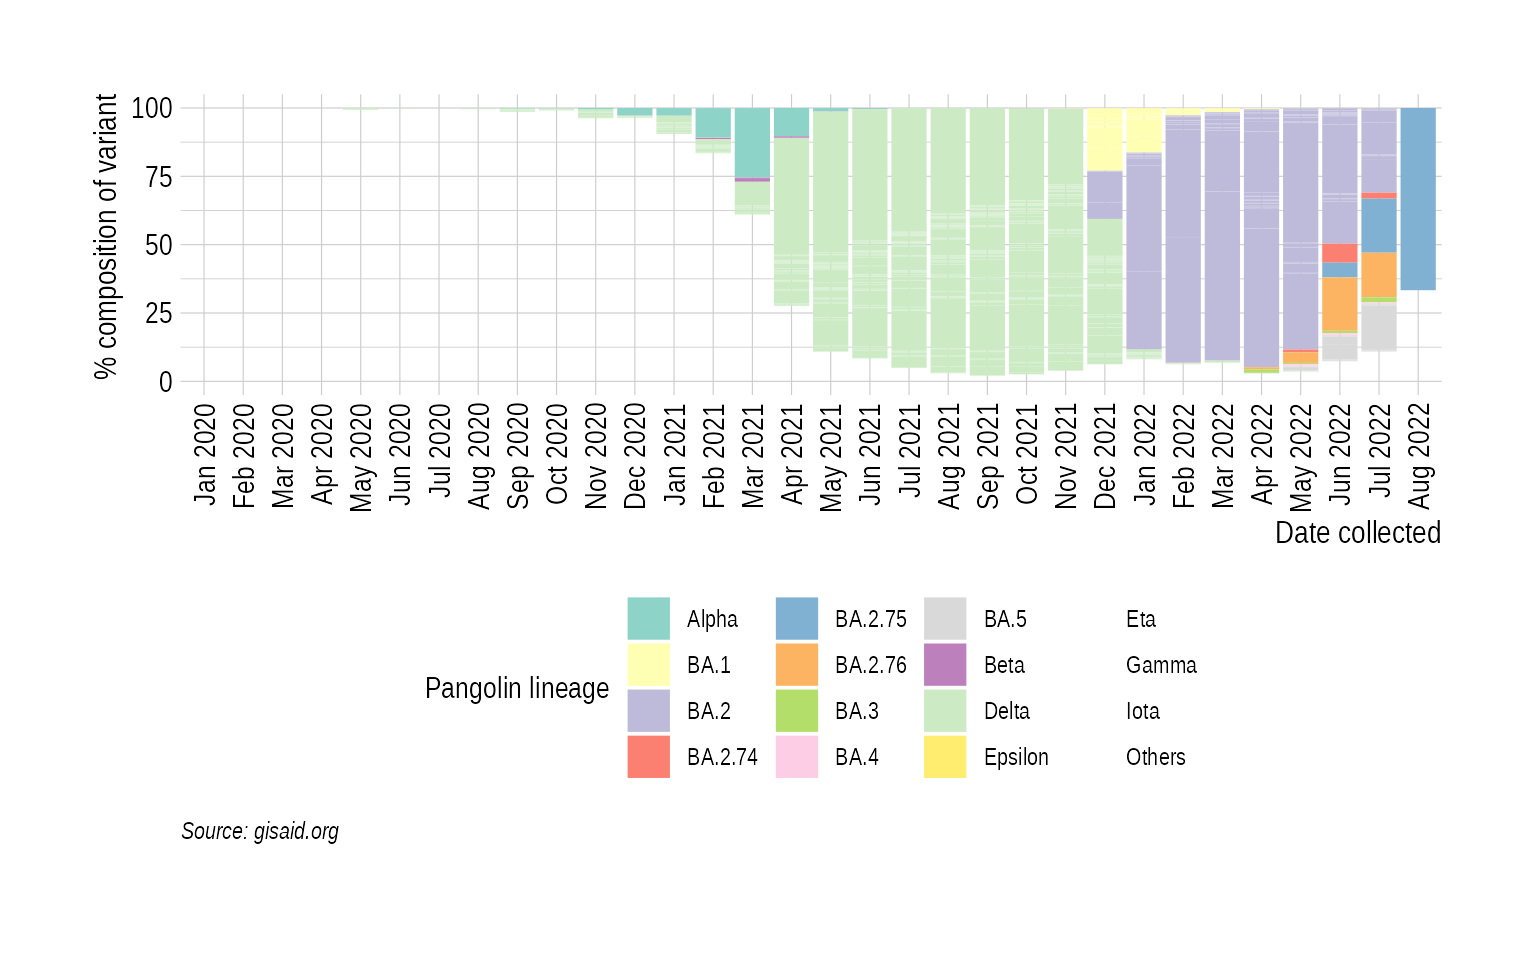 % composition of variant
100
75
50
25
0
Jan 2020
Feb 2020
Mar 2020
Apr 2020
May 2020
Jun 2020
Jul 2020
Aug 2020
Sep 2020
Oct 2020
Nov 2020
Dec 2020
Jan 2021
Feb 2021
Mar 2021
Apr 2021
May 2021
Jun 2021
Jul 2021
Aug 2021
Sep 2021
Oct 2021
Nov 2021
Dec 2021
Jan 2022
Feb 2022
Mar 2022
Apr 2022
May 2022
Jun 2022
Jul 2022
Aug 2022
Date collected
Pangolin lineage
Alpha
BA.1
BA.2
BA.2.74
BA.2.75
BA.2.76
BA.3
BA.4
BA.5
Beta
Delta
Epsilon
Eta
Gamma
Iota
Others
Source: gisaid.org